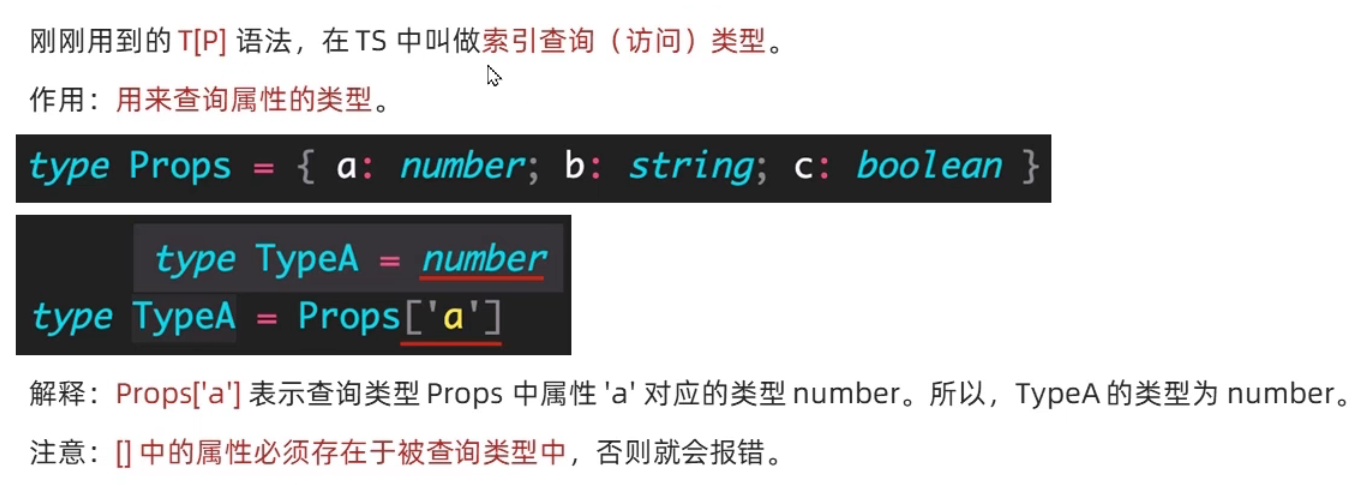 刚刚用到的 T[P] 语法，在 TS 中叫做索引查询（访问）类型。
作用：用来查询属性的类型。
type Props = { a: number; b: string; c: boolean }
type TypeA = number
type TypeA = Props['a']
解释：Props['a'] 表示查询类型 Props 中属性 'a' 对应的类型 number。所以，TypeA 的类型为 number。
注意：[] 中的属性必须存在于被查询类型中，否则就会报错。